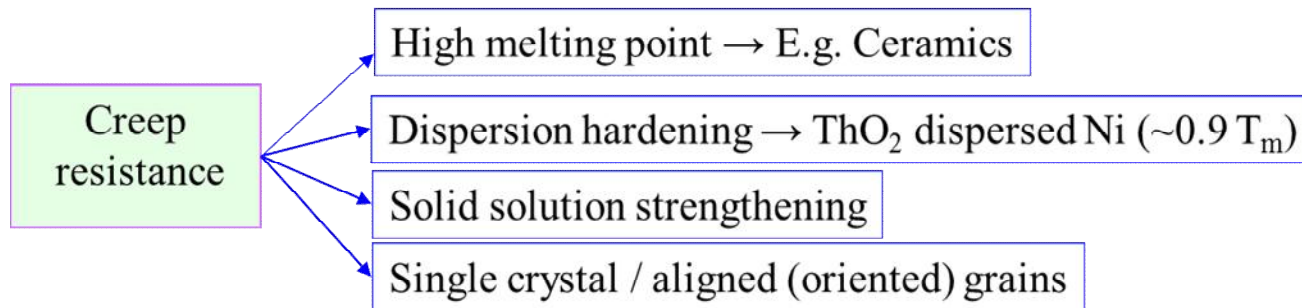 Creep
resistance
High melting point → E.g. Ceramics
Dispersion hardening → ThO₂ dispersed Ni (~0.9 Tₘ)
Solid solution strengthening
Single crystal / aligned (oriented) grains